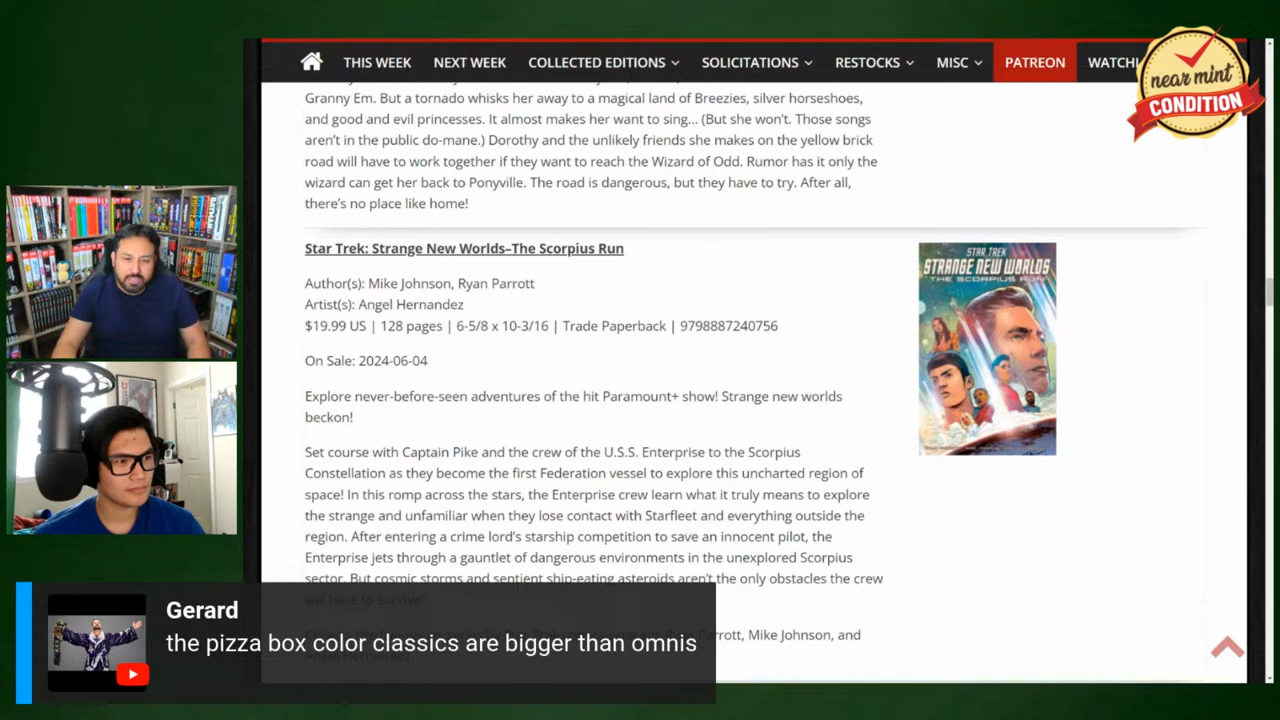 THIS WEEK NEXT WEEK COLLECTED EDITIONS SOLICITATIONS RESTOCKS MISC PATREON WATCHL
near mint
CONDITION
Granny Em. But a tornado whisks her away to a magical land of Breezies, silver horseshoes,
and good and evil princesses. It almost makes her want to sing... (But she won't. Those songs
aren't in the public do-mane.) Dorothy and the unlikely friends she makes on the yellow brick
road will have to work together if they want to reach the Wizard of Odd. Rumor has it only the
wizard can get her back to Ponyville. The road is dangerous, but they have to try. After all,
there's no place like home!
Star Trek: Strange New Worlds–The Scorpius Run
Author(s): Mike Johnson, Ryan Parrott
Artist(s): Angel Hernandez
$19.99 US | 128 pages | 6-5/8 x 10-3/16 | Trade Paperback | 9798887240756
On Sale: 2024-06-04
Explore never-before-seen adventures of the hit Paramount+ show! Strange new worlds
beckon!
Set course with Captain Pike and the crew of the U.S.S. Enterprise to the Scorpius
Constellation as they become the first Federation vessel to explore this uncharted region of
space! In this romp across the stars, the Enterprise crew learn what it truly means to explore
the strange and unfamiliar when they lose contact with Starfleet and everything outside the
region. After entering a crime lord's starship competition to save an innocent pilot, the
Enterprise jets through a gauntlet of dangerous environments in the unexplored Scorpius
sector. But cosmic storms and sentient ship-eating asteroids aren't the only obstacles the crew
will have to survive!
Parrott, Mike Johnson, and
Angel Hernandez
STAR TREK
STRANGE NEW WORLDS
THE SCORPIUS RUN
Gerard
the pizza box color classics are bigger than omnis